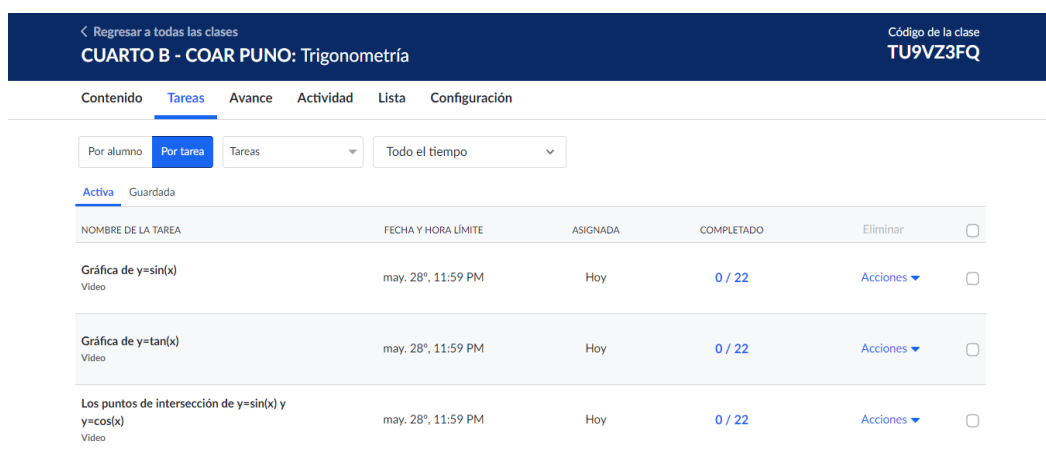 Regresar a todas las clases
CUARTO B - COAR PUNO: Trigonometría
Código de la clase
TU9VZ3FQ
Contenido Tareas Avance Actividad Lista Configuración
Por alumno Por tarea Tareas Todo el tiempo
Activa Guardada
NOMBRE DE LA TAREA FECHA Y HORA LÍMITE ASIGNADA COMPLETADO Eliminar
Gráfica de y=sin(x)
Video
may. 28º, 11:59 PM Hoy 0 / 22 Acciones
Gráfica de y=tan(x)
Video
may. 28º, 11:59 PM Hoy 0 / 22 Acciones
Los puntos de intersección de y=sin(x) y
y=cos(x)
Video
may. 28º, 11:59 PM Hoy 0 / 22 Acciones